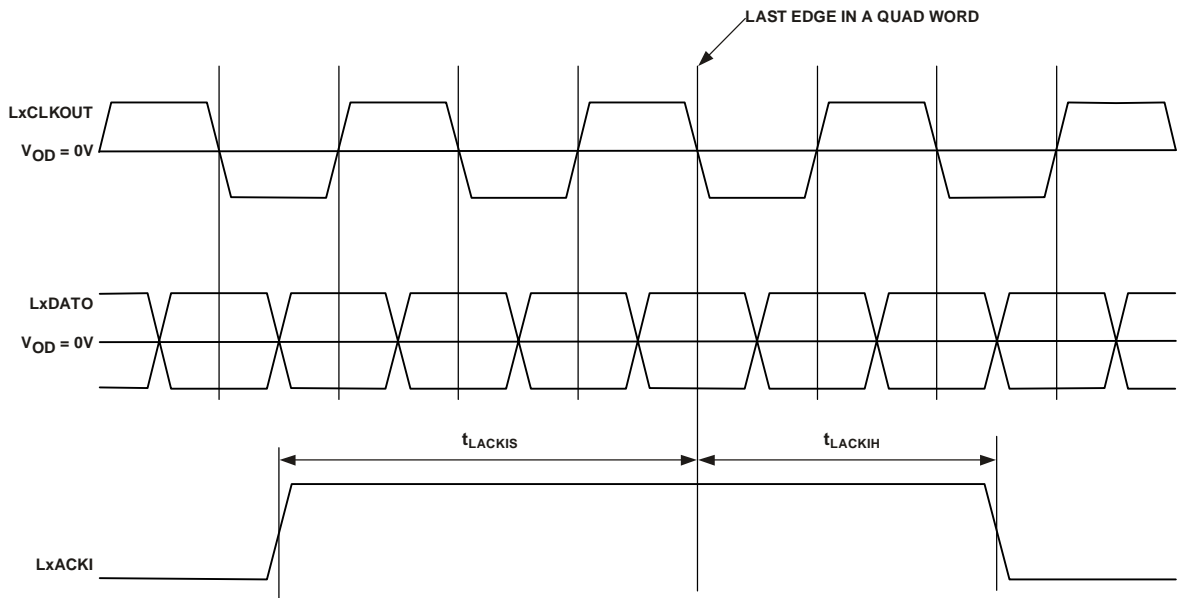 LAST EDGE IN A QUAD WORD
LxCLKOUT
VOD = 0V
LxDATO
VOD = 0V
tLACKIS
tLACKIH
LxACKI